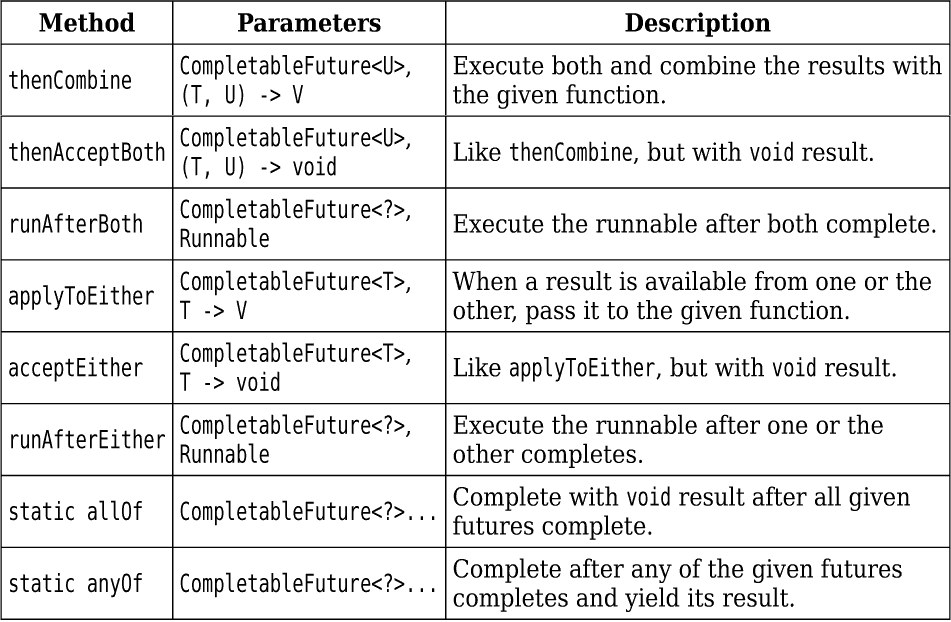 Method Parameters Description
thenCombine CompletableFuture<U>, Execute both and combine the results with
(T, U) -> V the given function.
thenAcceptBoth CompletableFuture<U>, Like thenCombine, but with void result.
(T, U) -> void
runAfterBoth CompletableFuture<?>, Execute the runnable after both complete.
Runnable
applyToEither CompletableFuture<T>, When a result is available from one or the
T -> V other, pass it to the given function.
acceptEither CompletableFuture<T>, Like applyToEither, but with void result.
T -> void
runAfterEither CompletableFuture<?>, Execute the runnable after one or the
Runnable other completes.
static allOf CompletableFuture<?>... Complete with void result after all given
futures complete.
static anyOf CompletableFuture<?>... Complete after any of the given futures
completes and yield its result.